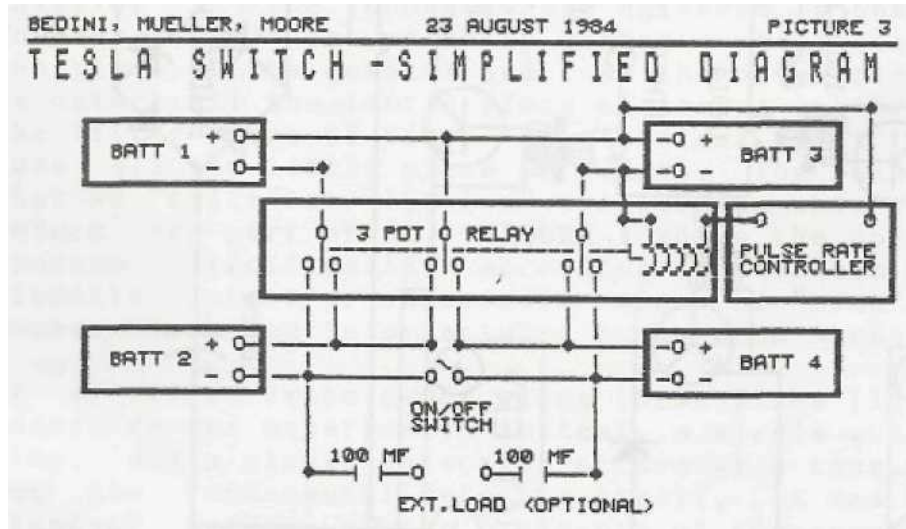 BEDINI, MUELLER, MOORE 23 AUGUST 1984 PICTURE 3
TESLA SWITCH -SIMPLIFIED DIAGRAM
BATT 1 + -
- + - BATT 3
3 PDT RELAY
PULSE RATE
CONTROLLER
BATT 2 + -
+ - BATT 4
ON/OFF
SWITCH
100 MF 100 MF
EXT.LOAD (OPTIONAL)